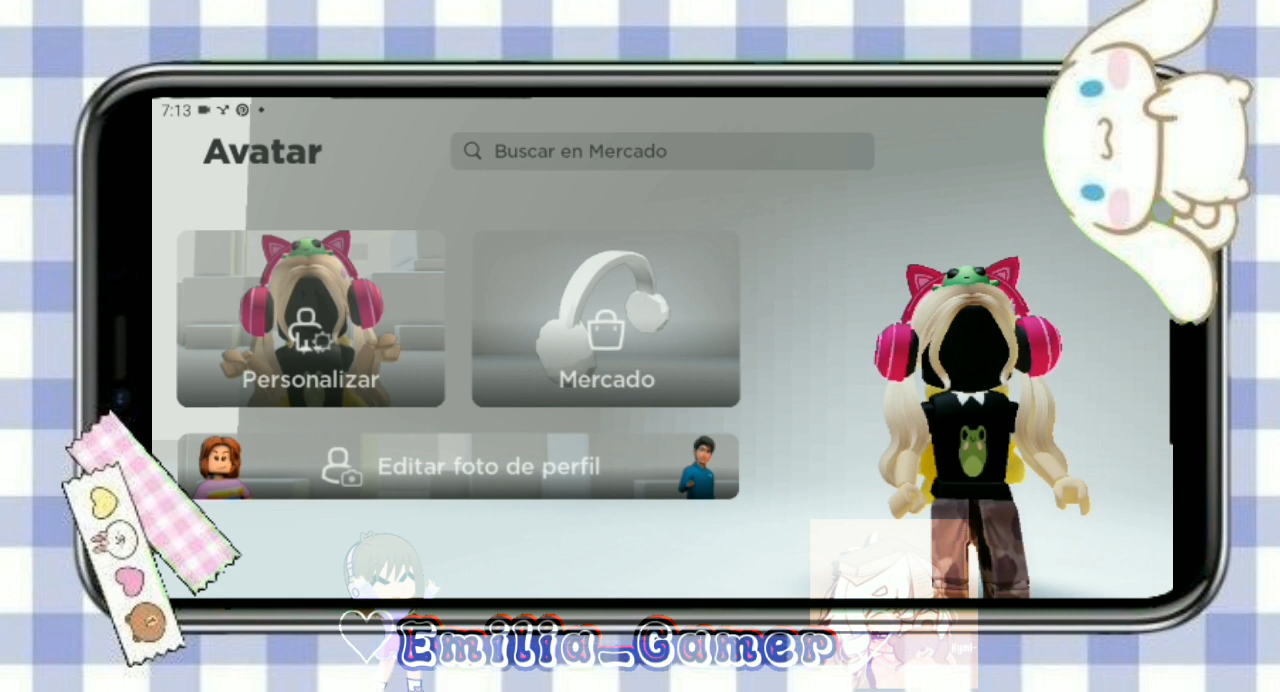 7:13
Avatar
Buscar en Mercado
Personalizar
Mercado
Editar foto de perfil
Emilia_Gamer